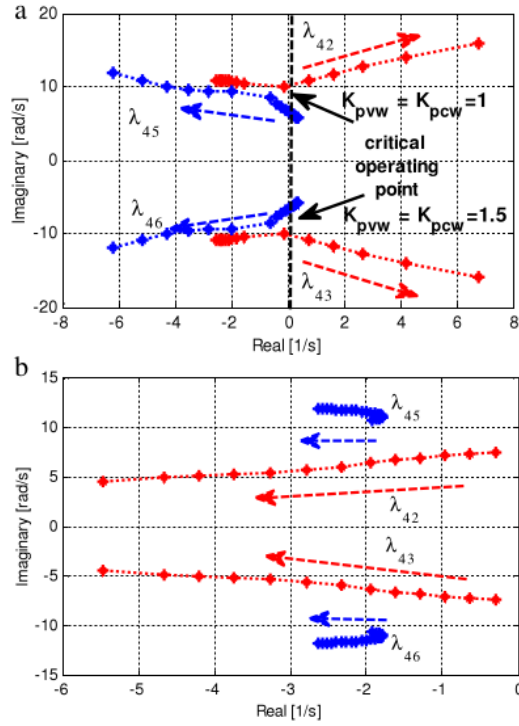 a
20
10
0
-10
-20
Imaginary [rad/s]
-8 -6 -4 -2 0 2 4 6 8
Real [1/s]
λ42
Kpvw = Kpcw=1
λ45
critical
operating
point
λ46
Kpvw = Kpcw=1.5
λ43
b
15
10
5
0
-5
-10
-15
Imaginary [rad/s]
-6 -5 -4 -3 -2 -1 0
Real [1/s]
λ45
λ42
λ43
λ46